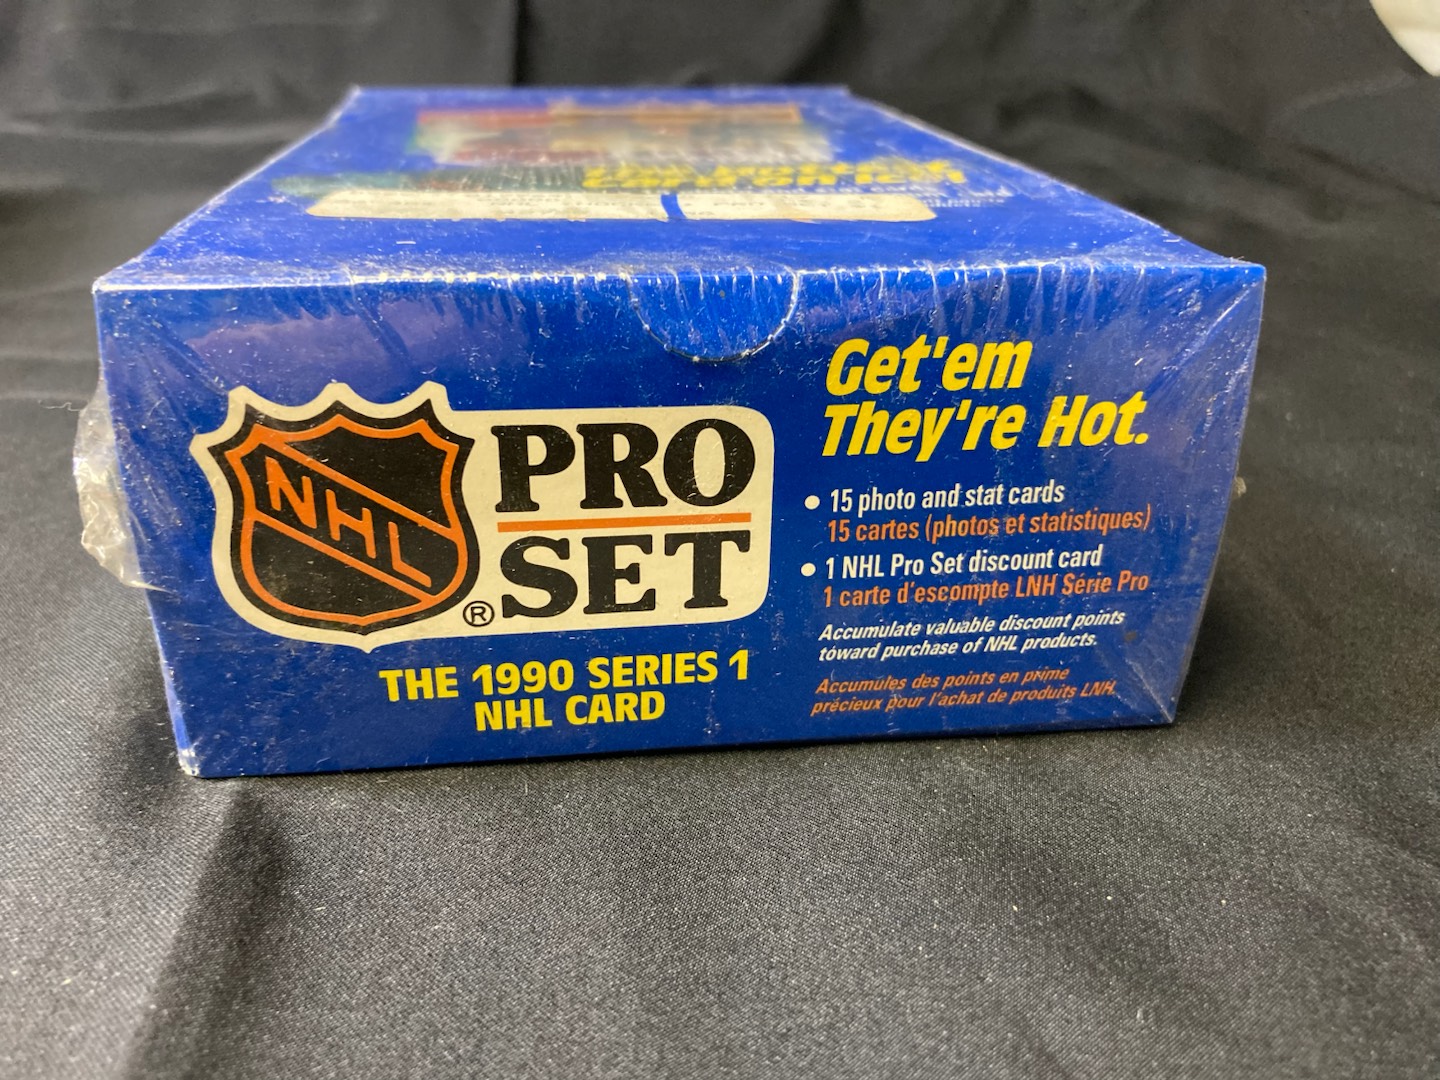 NHL
PRO
SET
®
THE 1990 SERIES 1
NHL CARD
Get'em
They're Hot.
• 15 photo and stat cards
15 cartes (photos et statistiques)
• 1 NHL Pro Set discount card
1 carte d'escompte LNH Série Pro
Accumulate valuable discount points
toward purchase of NHL products.
Accumules des points en prime
précieux pour l'achat de produits LNH.